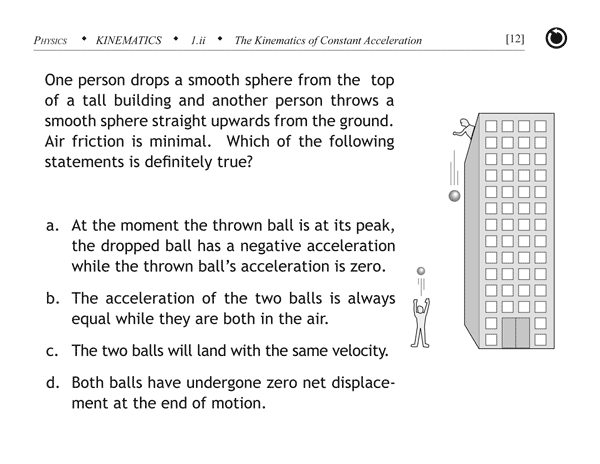 PHYSICS ◆ KINEMATICS ◆ 1.ii ◆ The Kinematics of Constant Acceleration [12]
One person drops a smooth sphere from the top
of a tall building and another person throws a
smooth sphere straight upwards from the ground.
Air friction is minimal. Which of the following
statements is definitely true?
a. At the moment the thrown ball is at its peak,
the dropped ball has a negative acceleration
while the thrown ball's acceleration is zero.
b. The acceleration of the two balls is always
equal while they are both in the air.
c. The two balls will land with the same velocity.
d. Both balls have undergone zero net displace-
ment at the end of motion.